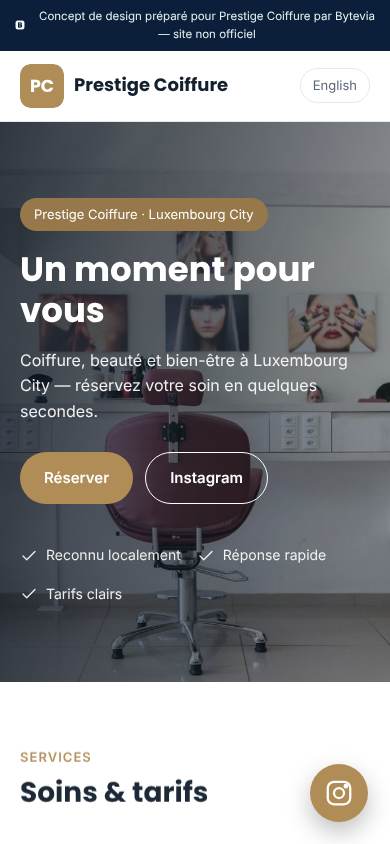 B
Concept de design préparé pour Prestige Coiffure par Bytevia
— site non officiel
PC
Prestige Coiffure
English
Prestige Coiffure · Luxembourg City
Un moment pour
vous
Coiffure, beauté et bien-être à Luxembourg
City — réservez votre soin en quelques
secondes.
Réserver
Instagram
Reconnu localement
Réponse rapide
Tarifs clairs
SERVICES
Soins & tarifs